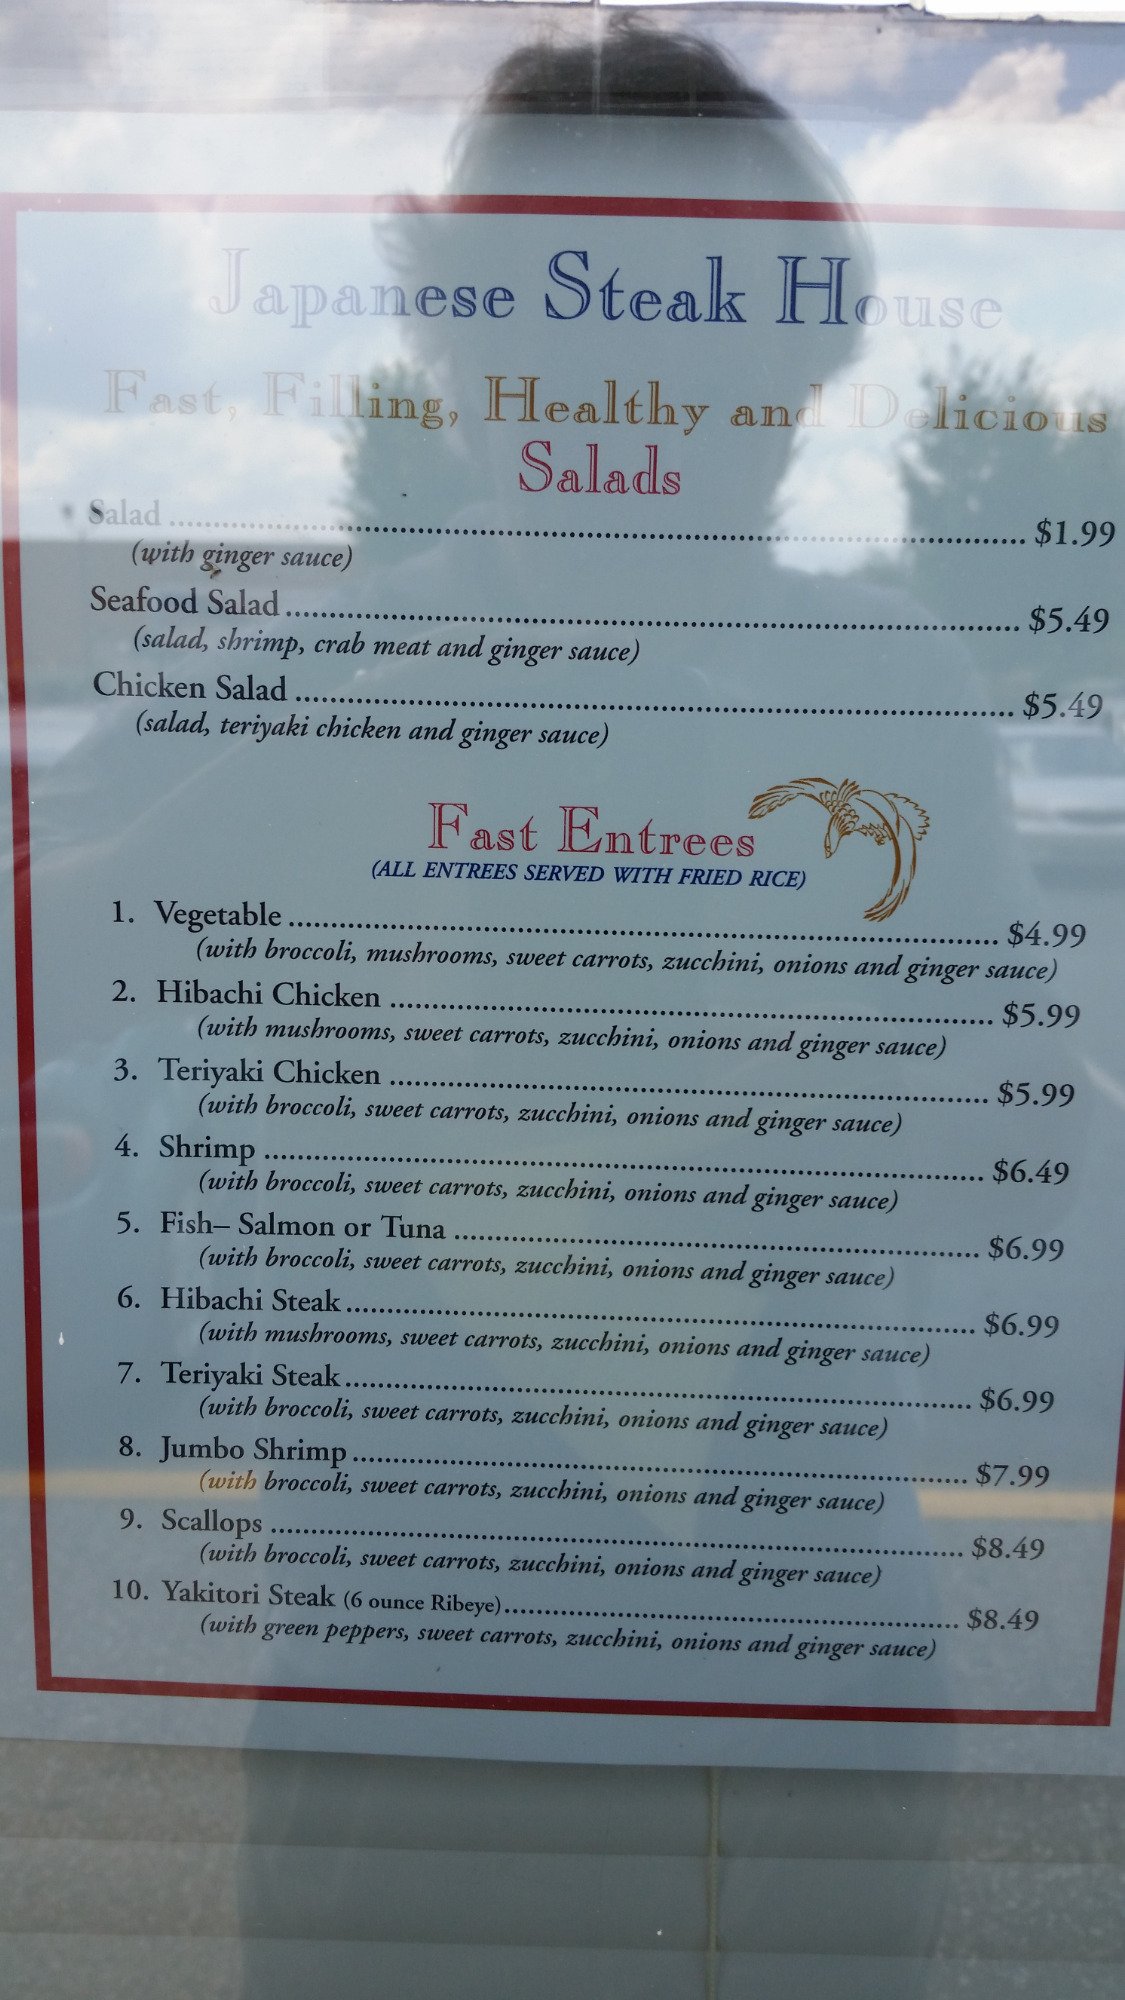 Japanese Steak House
Fast, Filling, Healthy and Delicious
Salads
Salad ........ $1.99
(with ginger sauce)
Seafood Salad ........ $5.49
(salad, shrimp, crab meat and ginger sauce)
Chicken Salad ........ $5.49
(salad, teriyaki chicken and ginger sauce)
Fast Entrees
(ALL ENTREES SERVED WITH FRIED RICE)
1. Vegetable ........ $4.99
(with broccoli, mushrooms, sweet carrots, zucchini, onions and ginger sauce)
2. Hibachi Chicken ........ $5.99
(with mushrooms, sweet carrots, zucchini, onions and ginger sauce)
3. Teriyaki Chicken ........ $5.99
(with broccoli, sweet carrots, zucchini, onions and ginger sauce)
4. Shrimp ........ $6.49
(with broccoli, sweet carrots, zucchini, onions and ginger sauce)
5. Fish– Salmon or Tuna ........ $6.99
(with broccoli, sweet carrots, zucchini, onions and ginger sauce)
6. Hibachi Steak ........ $6.99
(with mushrooms, sweet carrots, zucchini, onions and ginger sauce)
7. Teriyaki Steak ........ $6.99
(with broccoli, sweet carrots, zucchini, onions and ginger sauce)
8. Jumbo Shrimp ........ $7.99
(with broccoli, sweet carrots, zucchini, onions and ginger sauce)
9. Scallops ........ $8.49
(with broccoli, sweet carrots, zucchini, onions and ginger sauce)
10. Yakitori Steak (6 ounce Ribeye) ........ $8.49
(with green peppers, sweet carrots, zucchini, onions and ginger sauce)